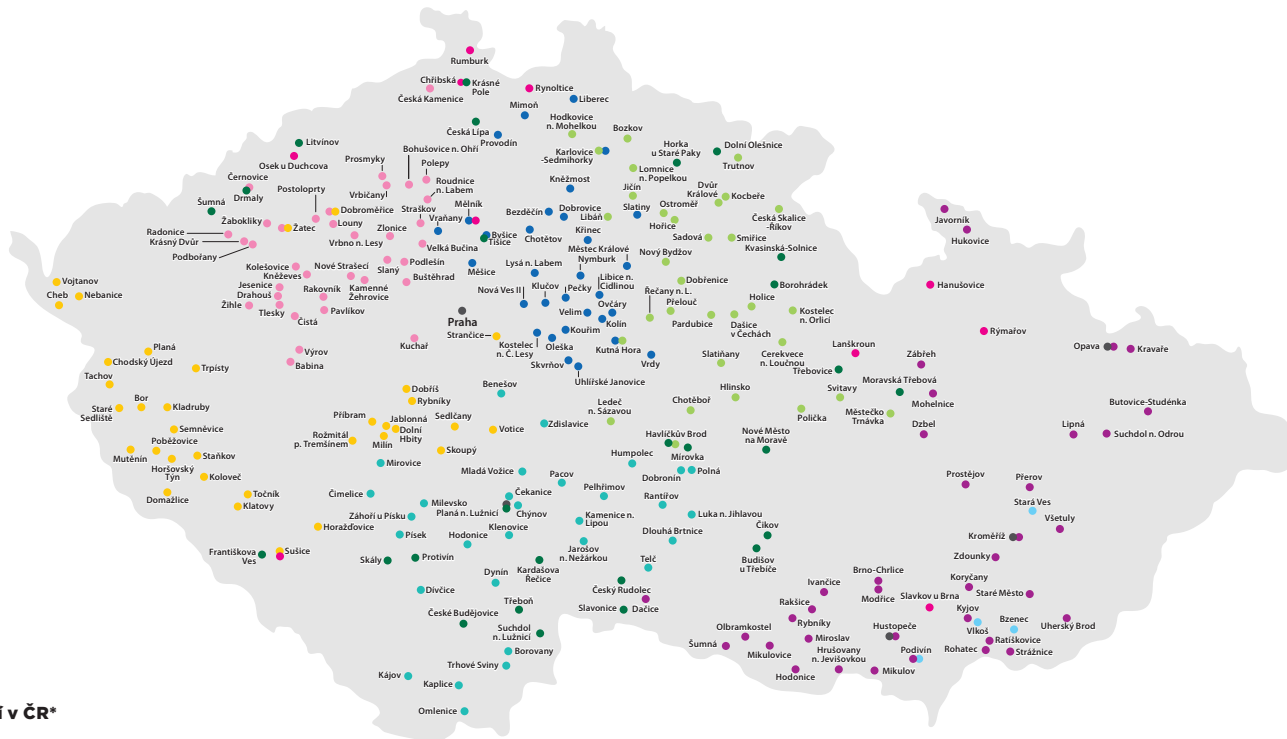 Rumburk
Chřibská
Krásné
Pole
Česká Kamenice
Rynoltice
Liberec
Mimoň
Hodkovice
n. Mohelkou
Bozkov
Česká Lípa
Provodín
Karlovice
-Sedmihorky
Horka
u Staré Paky
Dolní Olešnice
Trutnov
Litvínov
Osek u Duchcova
Bohušovice n. Ohří
Prosmyky
Polepy
Lomnice
n. Popelkou
Černovice
Drmaly
Postoloprty
Vrbičany
Roudnice
n. Labem
Kněžmost
Jičín
Dvůr
Králové
Kocbeře
Šumná
Dobroměřice
Straškov
Mělník
Bezděčín
Dobrovice
Libáň
Slatiny
Ostroměř
Hořice
Česká Skalice
-Říkov
Žabokliky
Žatec
Louny
Vraňany
Byšice
Tišice
Chotětov
Křinec
Sadová
Smiřice
Radonice
Krásný Dvůr
Podbořany
Vrbno n. Lesy
Zlonice
Velká Bučina
Městec Králové
Nymburk
Nový Bydžov
Kvasinská-Solnice
Javorník
Hukovice
Kolešovice
Kněževes
Nové Strašecí
Slaný
Podlešín
Měšice
Lysá n. Labem
Libice n.
Cidlinou
Dobřenice
Borohrádek
Hanušovice
Vojtanov
Cheb
Nebanice
Jesenice
Drahouš
Rakovník
Kamenné
Žehrovice
Buštěhrad
Nová Ves II
Klučov
Pečky
Ovčáry
Řečany n. L.
Přelouč
Holice
Žihle
Tlesky
Pavlíkov
Čistá
Praha
Velim
Kolín
Pardubice
Dašice
v Čechách
Kostelec
n. Orlicí
Rýmařov
Strančice
Kouřim
Kostelec
n. Č. Lesy
Oleška
Kutná Hora
Kuchař
Výrov
Babina
Skvrňov
Uhlířské Janovice
Vrdy
Slatiňany
Cerekvece
n. Loučnou
Lanškroun
Třebovice
Zábřeh
Opava
Kravaře
Planá
Chodský Újezd
Trpísty
Tachov
Benešov
Hlinsko
Svitavy
Moravská Třebová
Mohelnice
Dobříš
Rybníky
Staré
Sedliště
Bor
Kladruby
Ledeč
n. Sázavou
Chotěboř
Polička
Městečko
Trnávka
Butovice-Studénka
Příbram
Jablonná
Dolní
Hbity
Sedlčany
Votice
Zdislavice
Semněvice
Rožmitál
p. Tremšínem
Milín
Skoupý
Havlíčkův Brod
Mírovka
Nové Město
na Moravě
Dzbel
Lipná
Suchdol n. Odrou
Poběžovice
Mutěnín
Horšovský
Týn
Staňkov
Koloveč
Mirovice
Mladá Vožice
Pacov
Humpolec
Dobronín
Polná
Domažlice
Točník
Klatovy
Čimelice
Milevsko
Čekanice
Planá n. Lužnicí
Chýnov
Pelhřimov
Rantířov
Prostějov
Přerov
Stará Ves
Horažďovice
Záhoří u Písku
Písek
Hodonice
Klenovice
Kamenice n.
Lipou
Luka n. Jihlavou
Dlouhá Brtnice
Číkov
Všetuly
Františkova
Ves
Sušice
Skály
Protivín
Kardašova
Řečice
Jarošov
n. Nežárkou
Telč
Budišov
u Třebíče
Kroměříž
Zdounky
Dynín
Dívčice
Český Rudolec
Dačice
Slavonice
Ivančice
Brno-Chrlice
Modřice
Koryčany
Staré Město
Slavkov u Brna
České Budějovice
Třeboň
Suchdol
n. Lužnicí
Rakšice
Rybníky
Olbramkostel
Šumná
Miroslav
Mikulovice
Hrušovany
n. Jevišovkou
Hustopeče
Kyjov
Vlkoš
Bzenec
Ratíškovice
Uherský Brod
Podivín
Rohatec
Strážnice
Borovany
Trhové Sviny
Hodonice
Mikulov
Kájov
Kaplice
Omlenice
í v ČR*